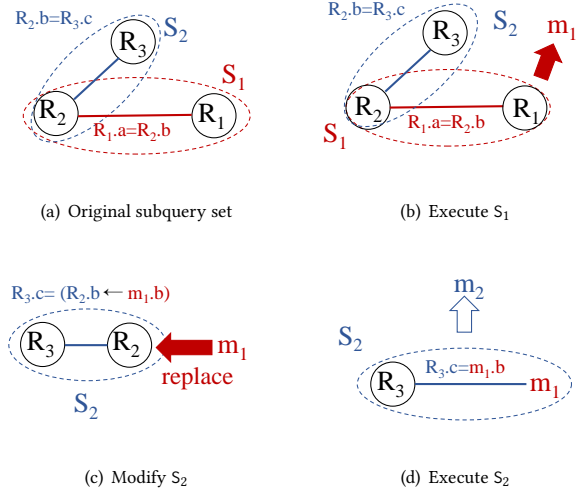 R₂.b=R₃.c
R₃
S₂
S₁
R₂
R₁
R₁.a=R₂.b
(a) Original subquery set
R₂.b=R₃.c
R₃
S₂
m₁
R₂
R₁
S₁
R₁.a=R₂.b
(b) Execute S₁
R₃.c= (R₂.b ← m₁.b)
R₃
R₂
m₁
replace
S₂
(c) Modify S₂
m₂
S₂
R₃.c=m₁.b
R₃
m₁
(d) Execute S₂